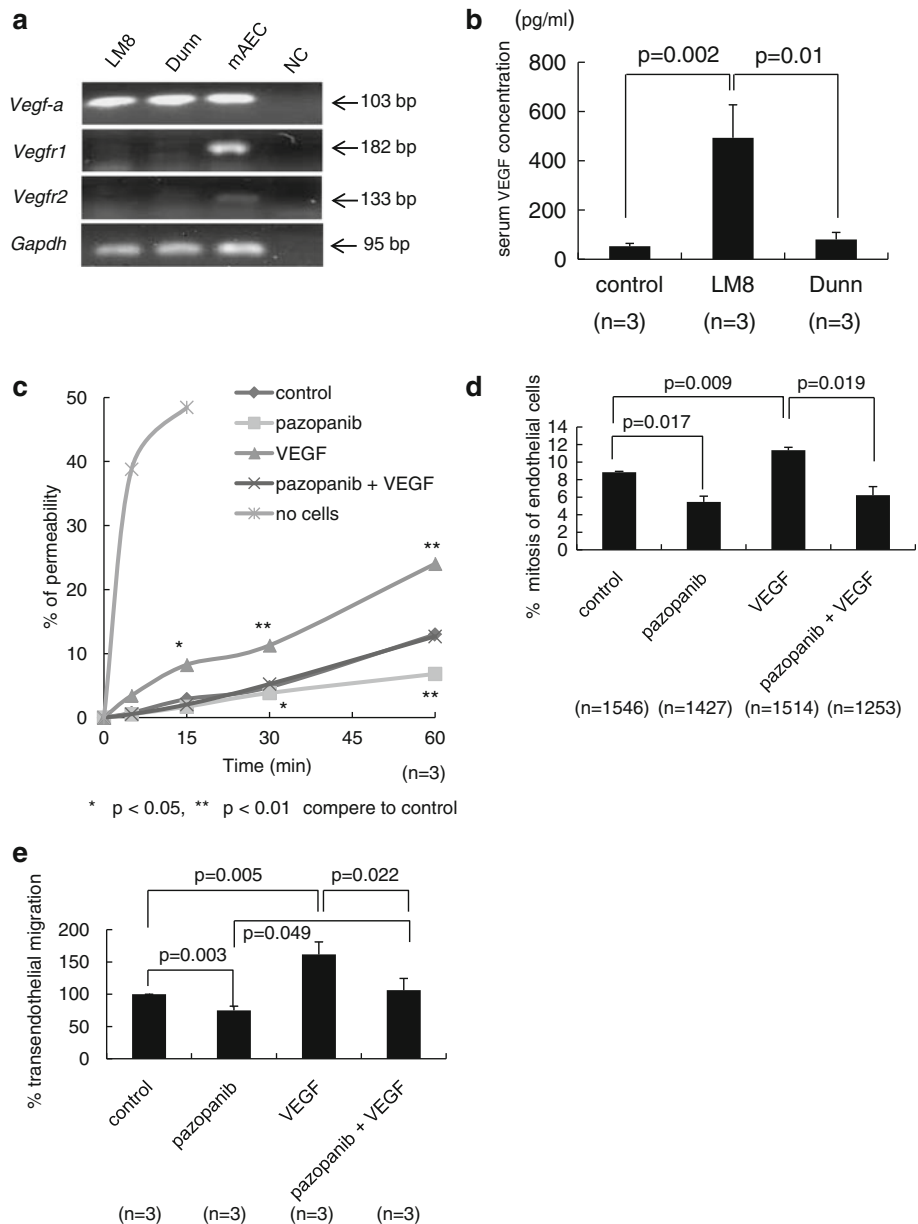 a
LM8 Dunn mAEC NC
Vegf-a 103 bp
Vegfr1 182 bp
Vegfr2 133 bp
Gapdh 95 bp
b
(pg/ml)
serum VEGF concentration
p=0.002 p=0.01
800
600
400
200
0
control LM8 Dunn
(n=3) (n=3) (n=3)
c
% of permeability
50
40
30
20
10
0
control
pazopanib
VEGF
pazopanib + VEGF
no cells
* ** **
* **
0 15 30 45 60
Time (min)
(n=3)
* p < 0.05, ** p < 0.01 compere to control
d
% mitosis of endothelial cells
p=0.009 p=0.019
p=0.017
14
12
10
8
6
4
2
0
control pazopanib VEGF pazopanib + VEGF
(n=1546) (n=1427) (n=1514) (n=1253)
e
% transendothelial migration
p=0.005 p=0.022
p=0.049
p=0.003
200
150
100
50
0
control pazopanib VEGF pazopanib + VEGF
(n=3) (n=3) (n=3) (n=3)